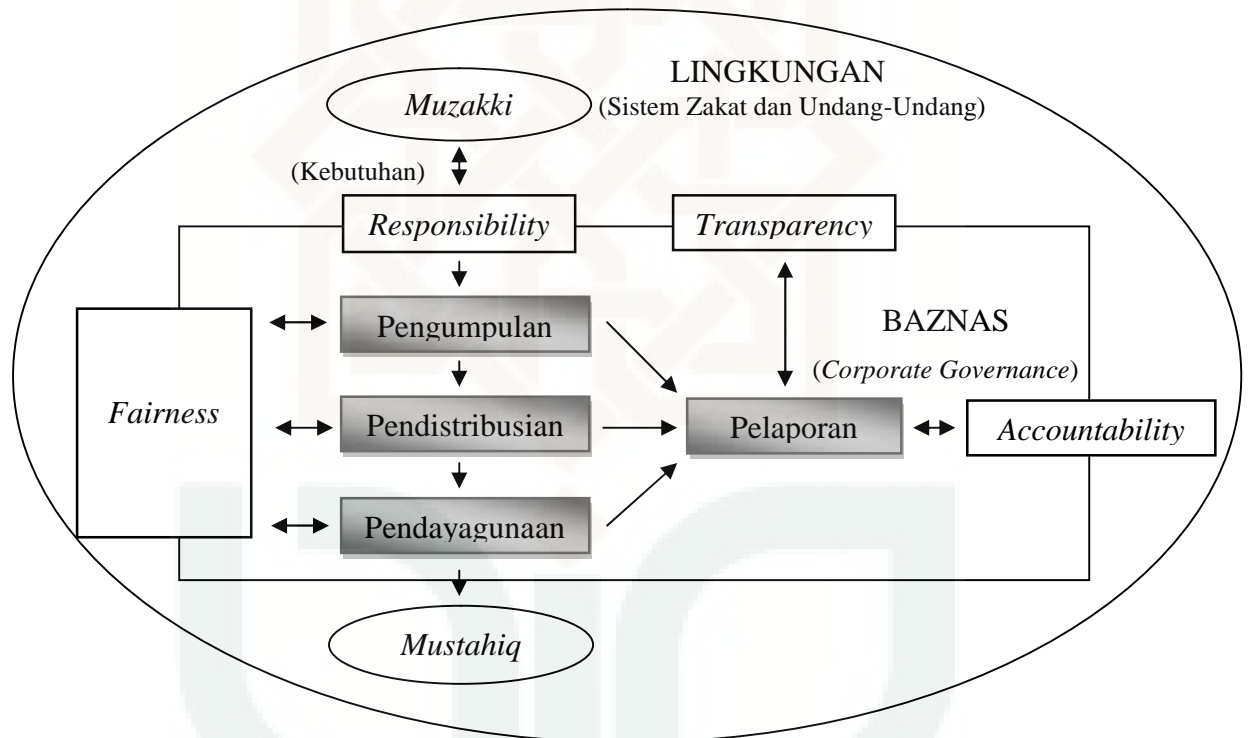 LINGKUNGAN
Muzakki
(Sistem Zakat dan Undang-Undang)
(Kebutuhan)
Responsibility
Transparency
Pengumpulan
BAZNAS
(Corporate Governance)
Fairness
Pendistribusian
Pelaporan
Accountability
Pendayagunaan
Mustahiq